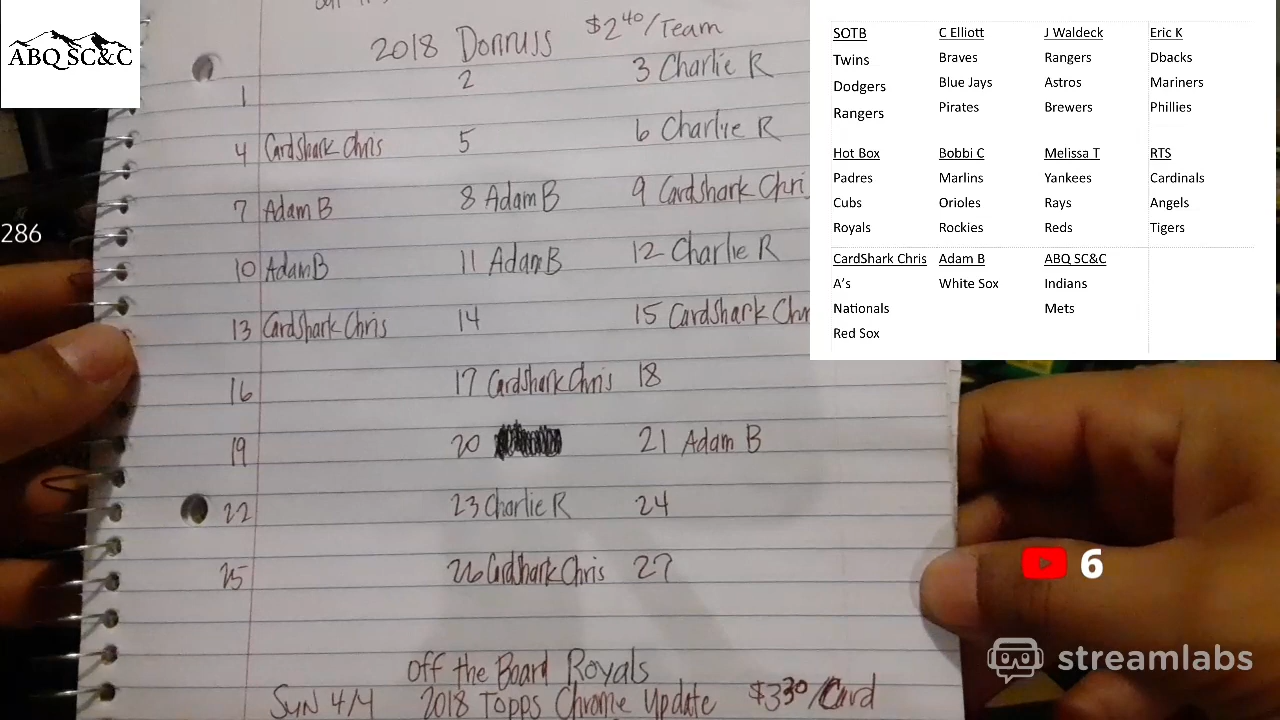 ABQ SC&C
2018 Donruss $2⁴⁰/Team
1 2 3 Charlie R
4 Cardshark Chris 5 6 Charlie R
7 Adam B 8 Adam B 9 Cardshark Chri
10 Adam B 11 Adam B 12 Charlie R
13 Cardshark Chris 14 15 Cardshark Chr
16 17 Cardshark Chris 18
19 20 21 Adam B
22 23 Charlie R 24
25 26 Cardshark Chris 27
off the Board Royals
Sun 4/4 2018 Topps Chrome Update $3³⁰/Card
286
SOTB C Elliott J Waldeck Eric K
Twins Braves Rangers Dbacks
Dodgers Blue Jays Astros Mariners
Rangers Pirates Brewers Phillies
Hot Box Bobbi C Melissa T RTS
Padres Marlins Yankees Cardinals
Cubs Orioles Rays Angels
Royals Rockies Reds Tigers
CardShark Chris Adam B ABQ SC&C
A's White Sox Indians
Nationals Mets
Red Sox
6
streamlabs